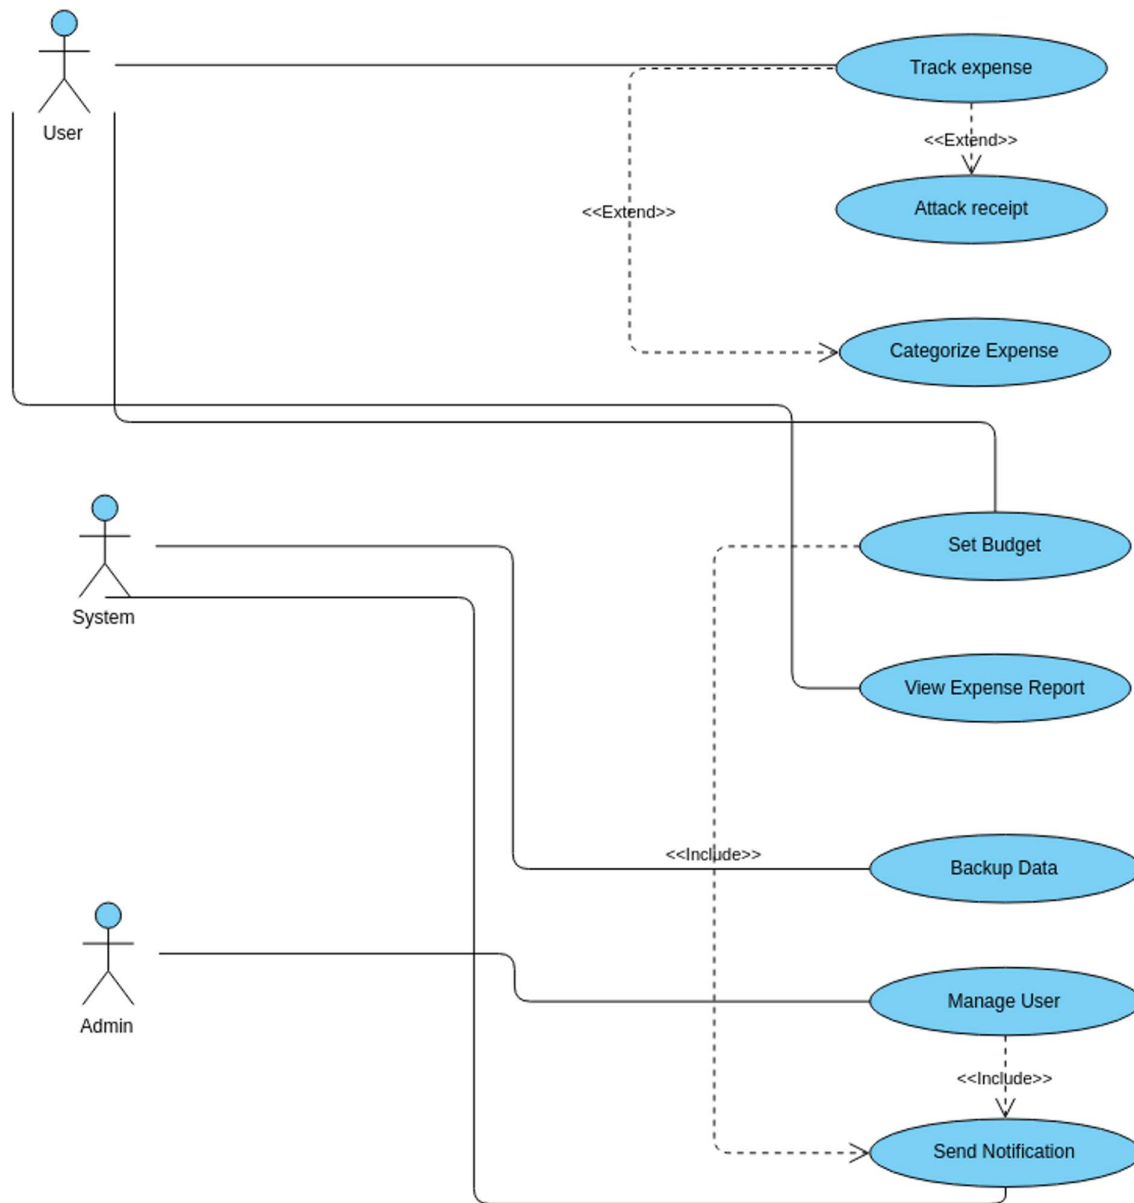 Track expense
User
<<Extend>>
Attack receipt
<<Extend>>
Categorize Expense
System
Set Budget
View Expense Report
<<Include>>
Backup Data
Admin
Manage User
<<Include>>
Send Notification